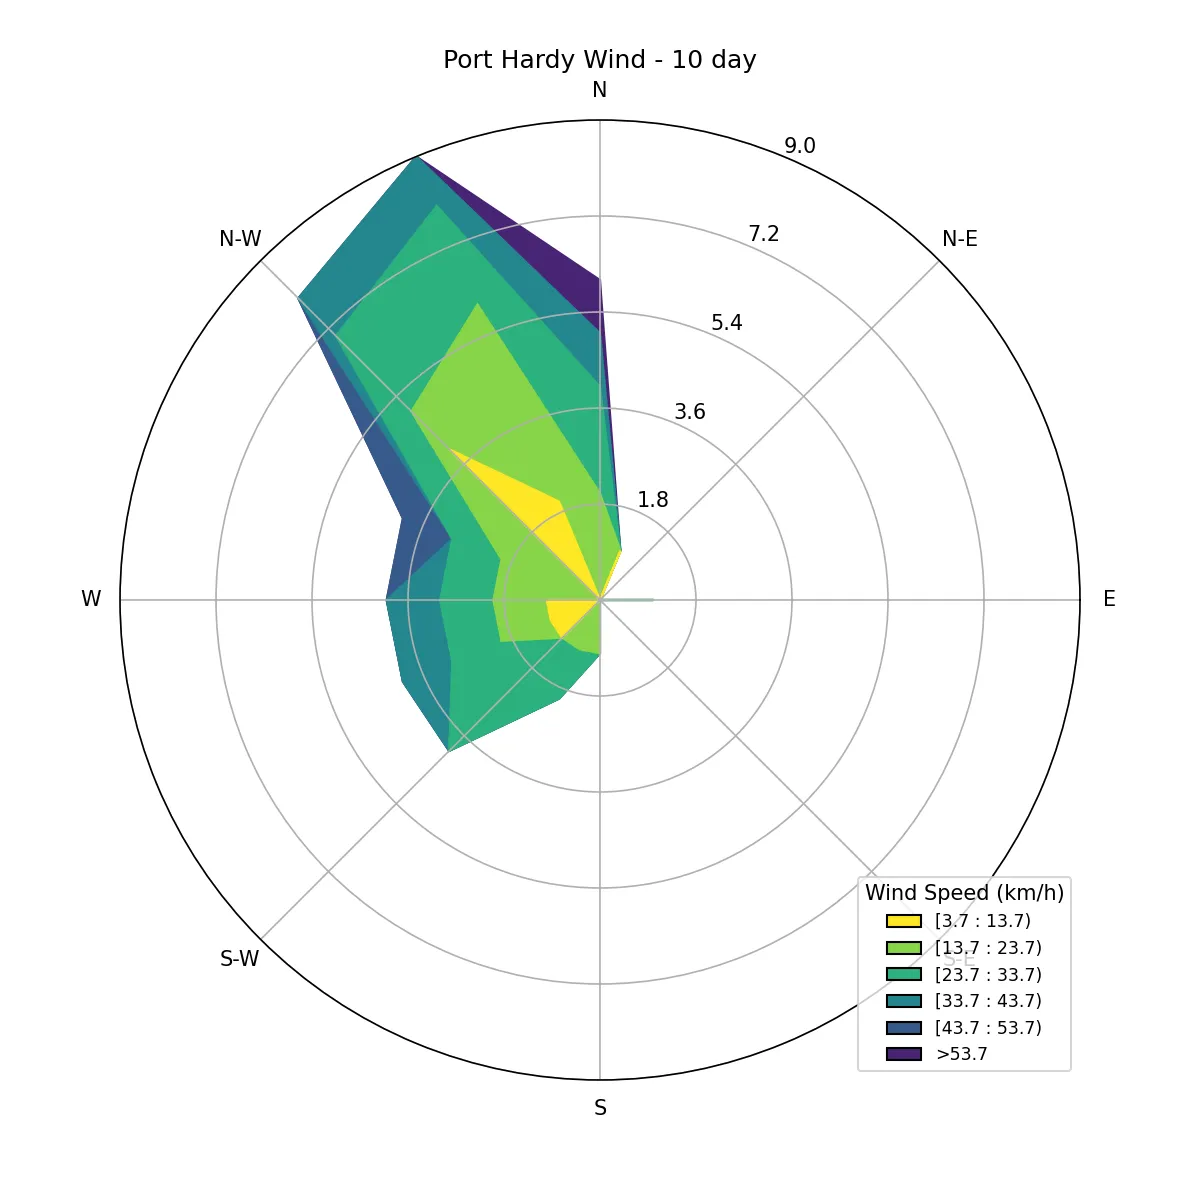 Port Hardy Wind - 10 day
N
9.0
N-W
N-E
7.2
5.4
3.6
1.8
W
E
Wind Speed (km/h)
[3.7 : 13.7)
[13.7 : 23.7)
S-W
S-E
[23.7 : 33.7)
[33.7 : 43.7)
[43.7 : 53.7)
>53.7
S